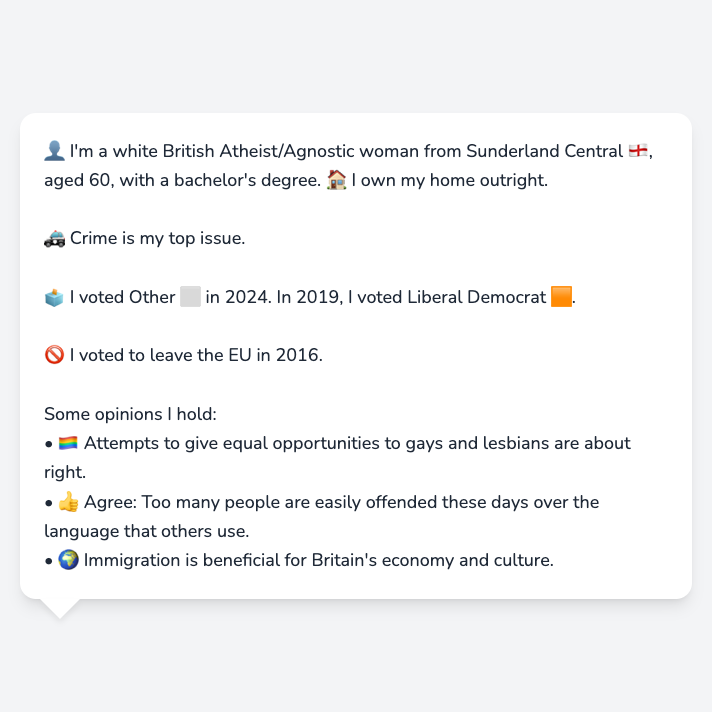 👤 I'm a white British Atheist/Agnostic woman from Sunderland Central 🏴󠁧󠁢󠁥󠁮󠁧󠁿,
aged 60, with a bachelor's degree. 🏠 I own my home outright.
🚓 Crime is my top issue.
🗳️ I voted Other ⬜ in 2024. In 2019, I voted Liberal Democrat 🟧.
🚫 I voted to leave the EU in 2016.
Some opinions I hold:
• 🏳️‍🌈 Attempts to give equal opportunities to gays and lesbians are about
right.
• 👍 Agree: Too many people are easily offended these days over the
language that others use.
• 🌍 Immigration is beneficial for Britain's economy and culture.